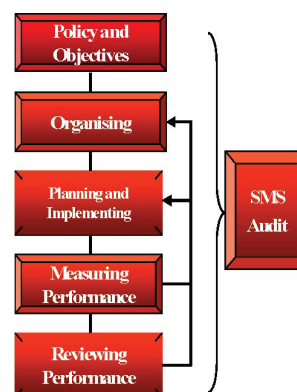 Policy and
Objectives
Organising
Planning and
Implementing
Measuring
Performance
Reviewing
Performance
SMS
Audit